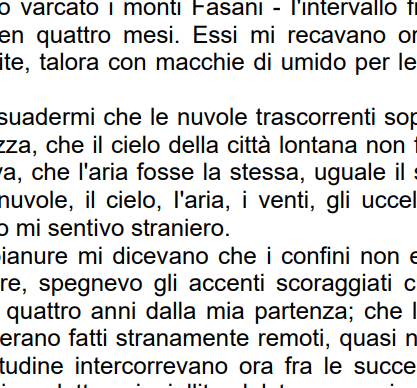 o varcato i monti Fasani - l'intervallo fr
en quattro mesi. Essi mi recavano or
ite, talora con macchie di umido per le
suadermi che le nuvole trascorrenti sop
zza, che il cielo della città lontana non f
va, che l'aria fosse la stessa, uguale il s
nuvole, il cielo, l'aria, i venti, gli uccel
o mi sentivo straniero.
pianure mi dicevano che i confini non e
re, spegnevo gli accenti scoraggiati c
quattro anni dalla mia partenza; che l
erano fatti stranamente remoti, quasi n
tudine intercorrevano ora fra le succe